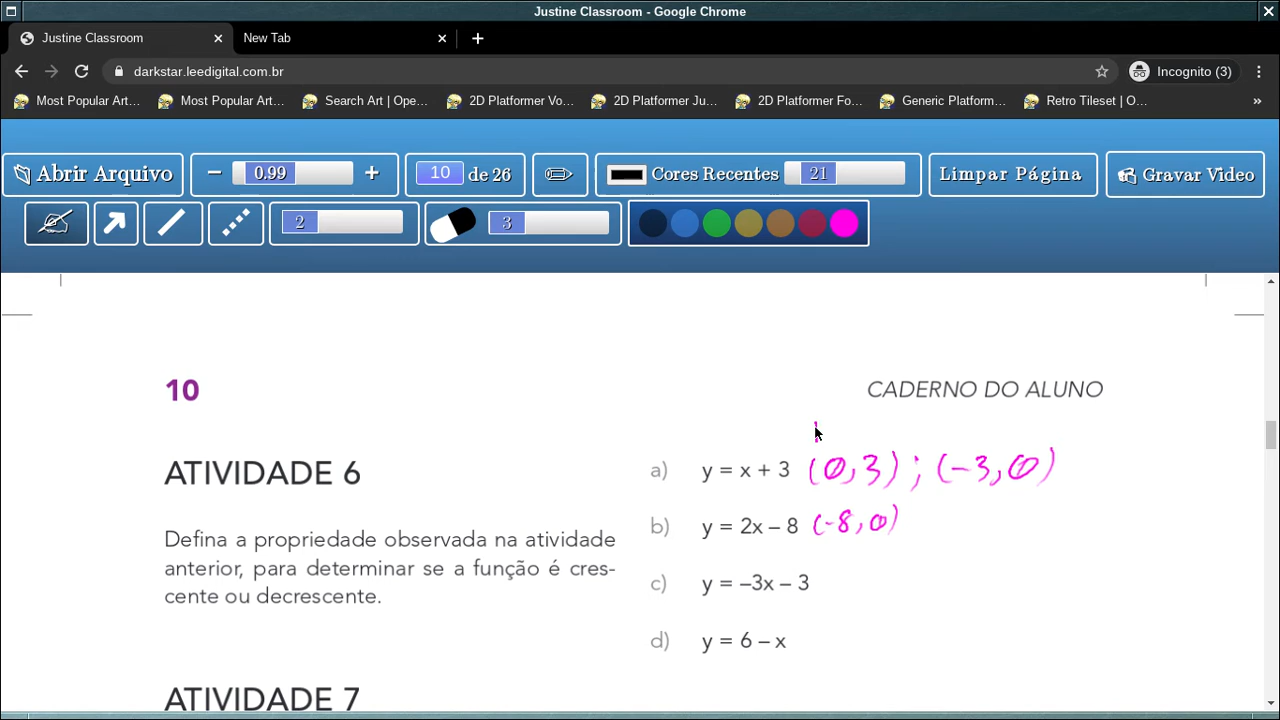 Justine Classroom - Google Chrome
Justine Classroom
New Tab
darkstar.leedigital.com.br
Incognito (3)
Most Popular Art… Most Popular Art… Search Art | Ope… 2D Platformer Vo… 2D Platformer Ju… 2D Platformer Fo… Generic Platform… Retro Tileset | O… »
Abrir Arquivo − 0.99 + 10 de 26 Cores Recentes 21 Limpar Página Gravar Video
2 3
10 CADERNO DO ALUNO
ATIVIDADE 6
Defina a propriedade observada na atividade
anterior, para determinar se a função é cres-
cente ou decrescente.
ATIVIDADE 7
a) y = x + 3 (0,3) ; (-3,0)
b) y = 2x – 8 (-8,0)
c) y = –3x – 3
d) y = 6 – x